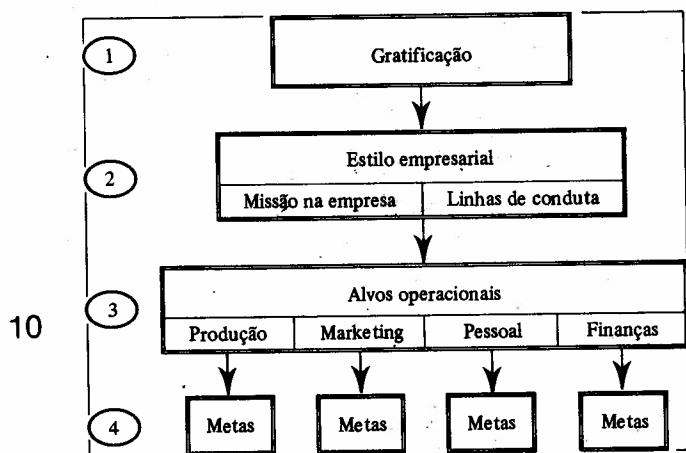 1
Gratificação
2
Estilo empresarial
Missão na empresa
Linhas de conduta
10
3
Alvos operacionais
Produção
Marketing
Pessoal
Finanças
4
Metas
Metas
Metas
Metas